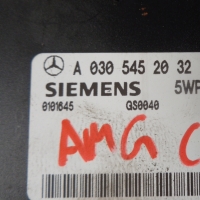 A 030 545 20 32
SIEMENS 5WP
0101645 GS0040
AMG C